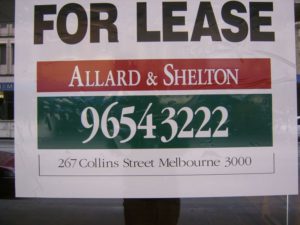 FOR LEASE
ALLARD & SHELTON
9654 3222
267 Collins Street Melbourne 3000